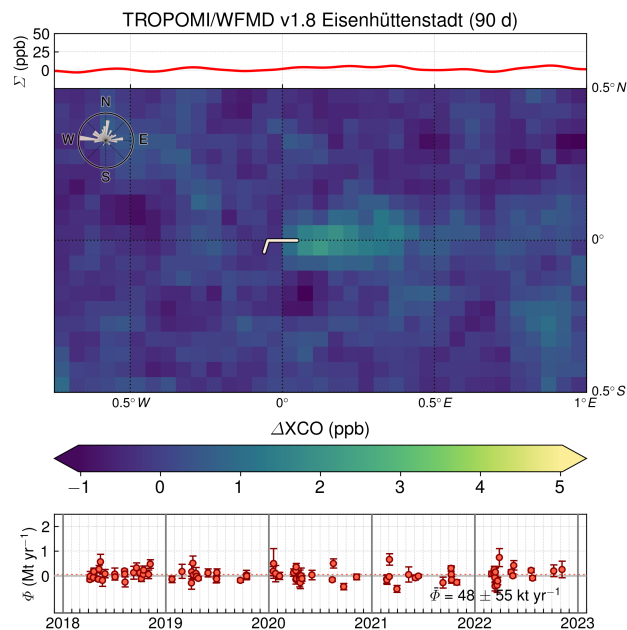 TROPOMI/WFMD v1.8 Eisenhüttenstadt (90 d)
50
25
0
Σ (ppb)
0.5°N
N
W E
S
0°
0.5°S
0.5°W 0° 0.5°E 1°E
ΔXCO (ppb)
−1 0 1 2 3 4 5
2
1
0
Φ (Mt yr⁻¹)
Φ̄ = 48 ± 55 kt yr⁻¹
2018 2019 2020 2021 2022 2023